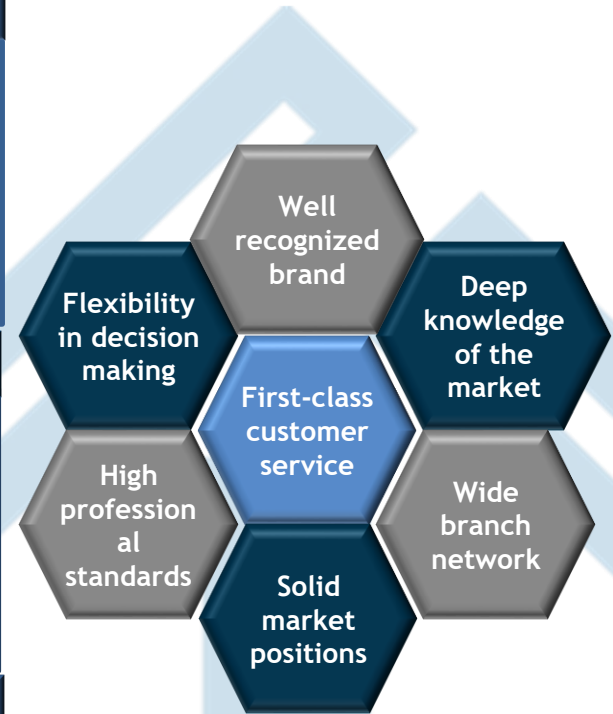 Well
recognized
brand
Flexibility
in decision
making
Deep
knowledge
of the
market
First-class
customer
service
High
profession
al
standards
Wide
branch
network
Solid
market
positions